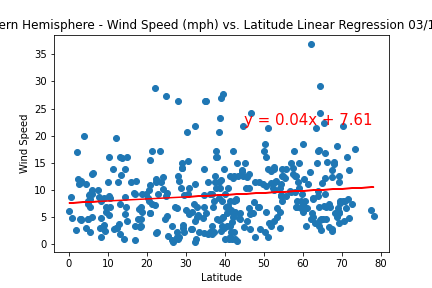 ern Hemisphere - Wind Speed (mph) vs. Latitude Linear Regression 03/1
35
30
25
20
15
10
5
0
Wind Speed
y = 0.04x + 7.61
0 10 20 30 40 50 60 70 80
Latitude